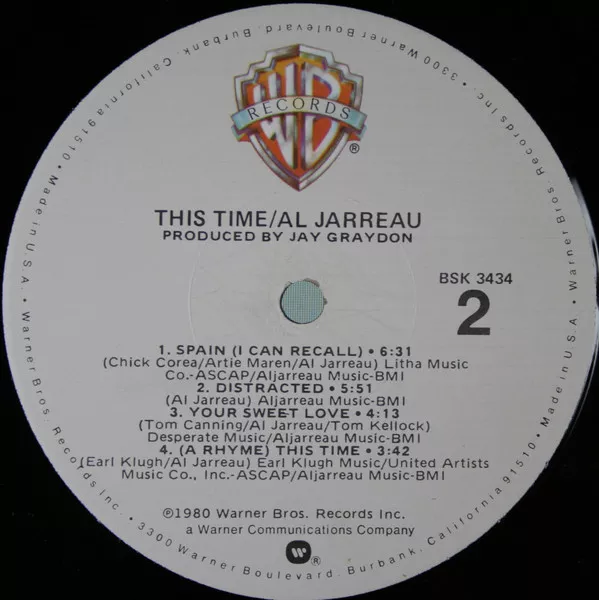 WB
RECORDS
®
THIS TIME/AL JARREAU
PRODUCED BY JAY GRAYDON
BSK 3434
2
1. SPAIN (I CAN RECALL) • 6:31
(Chick Corea/Artie Maren/Al Jarreau) Litha Music
Co.-ASCAP/Aljarreau Music-BMI
2. DISTRACTED • 5:51
(Al Jarreau) Aljarreau Music-BMI
3. YOUR SWEET LOVE • 4:13
(Tom Canning/Al Jarreau/Tom Kellock)
Desperate Music/Aljarreau Music-BMI
4. (A RHYME) THIS TIME • 3:42
(Earl Klugh/Al Jarreau) Earl Klugh Music/United Artists
Music Co., Inc.-ASCAP/Aljarreau Music-BMI
℗1980 Warner Bros. Records Inc.
a Warner Communications Company
W®
Warner Bros. Records Inc. • 3300 Warner Boulevard, Burbank, California 91510 • Made in U.S.A. •
Warner Bros. Records Inc. • 3300 Warner Boulevard, Burbank, California 91510 • Made in U.S.A. •